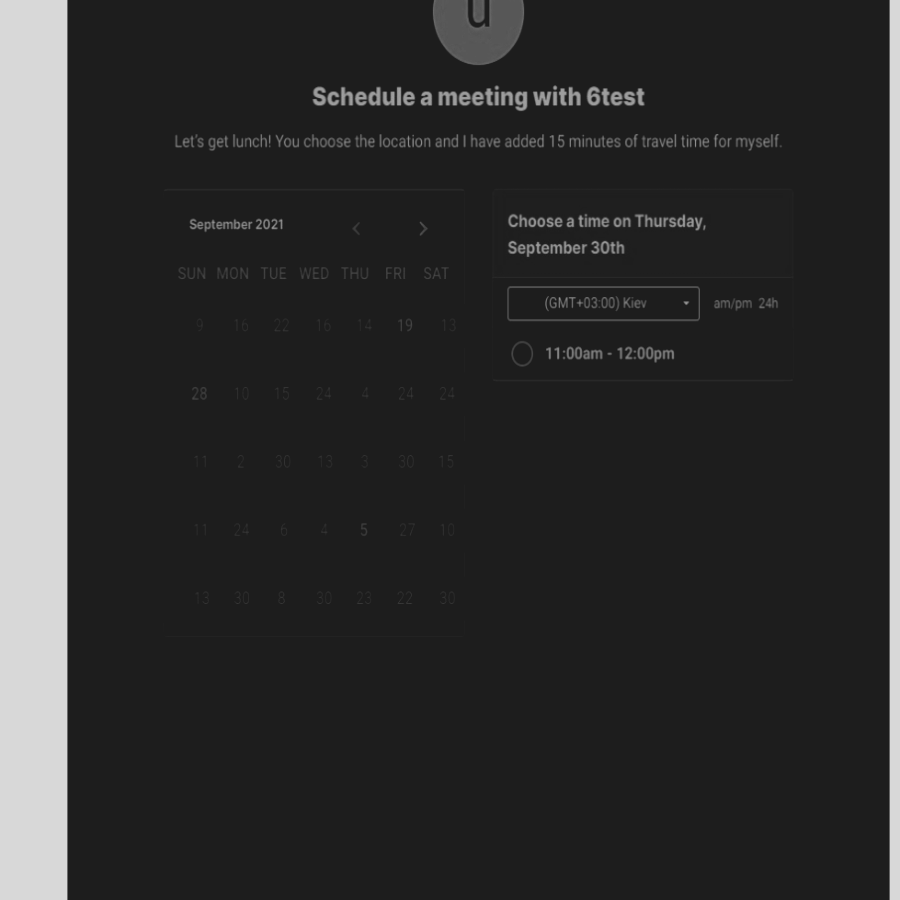 u
Schedule a meeting with 6test
Let's get lunch! You choose the location and I have added 15 minutes of travel time for myself.
September 2021
SUN MON TUE WED THU FRI SAT
9 16 22 16 14 19 13
28 10 15 24 4 24 24
11 2 30 13 3 30 15
11 24 6 4 5 27 10
13 30 8 30 23 22 30
Choose a time on Thursday,
September 30th
(GMT+03:00) Kiev am/pm 24h
11:00am - 12:00pm